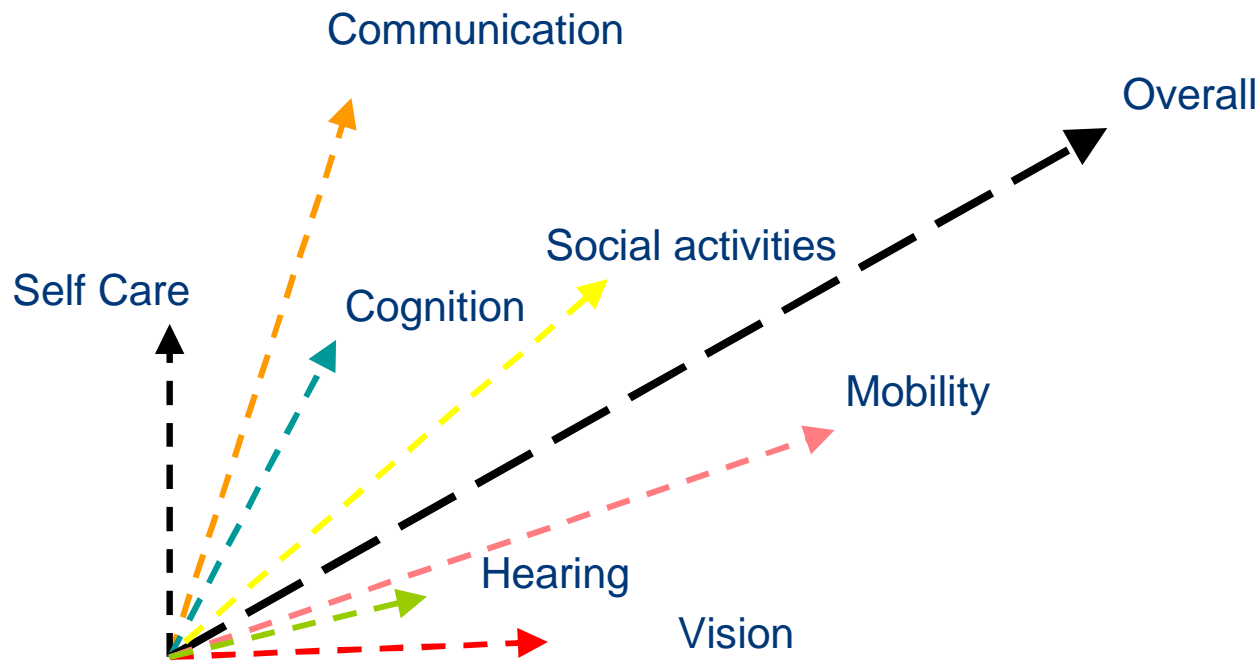 Communication
Overall
Social activities
Self Care
Cognition
Mobility
Hearing
Vision